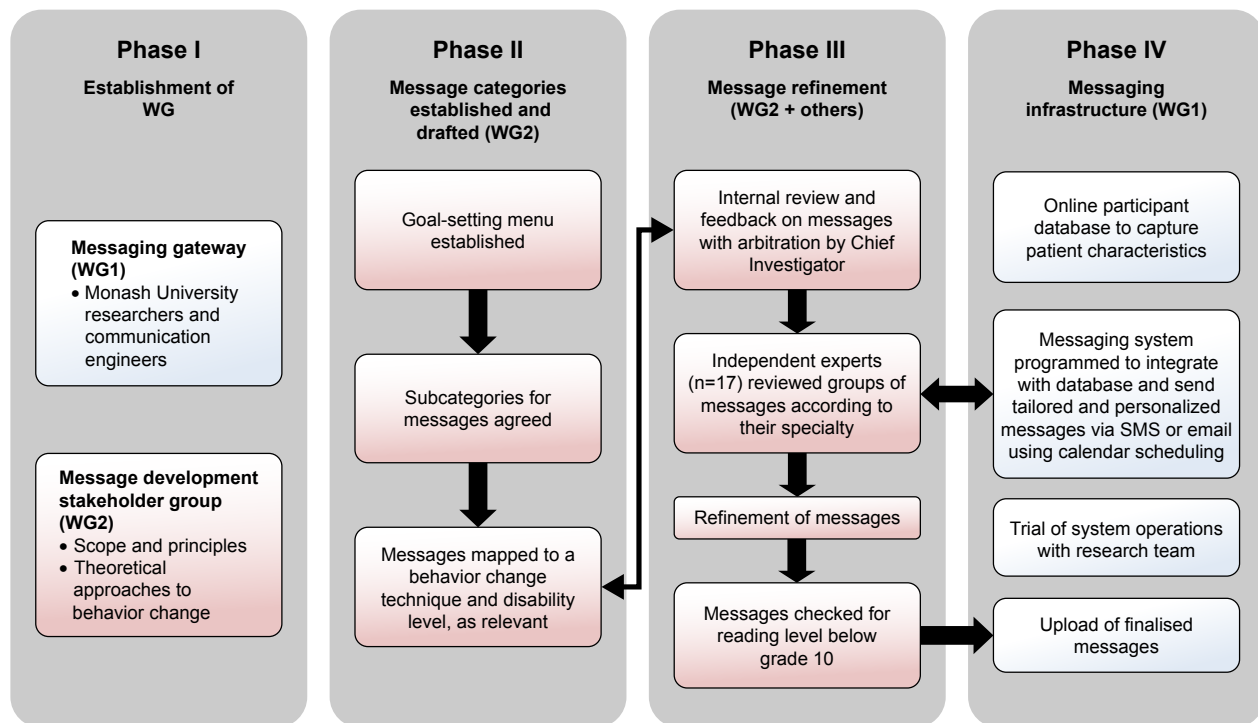 Phase I
Establishment of
WG
Messaging gateway
(WG1)
• Monash University
researchers and
communication
engineers
Message development
stakeholder group
(WG2)
• Scope and principles
• Theoretical
approaches to
behavior change
Phase II
Message categories
established and
drafted (WG2)
Goal-setting menu
established
Subcategories for
messages agreed
Messages mapped to a
behavior change
technique and disability
level, as relevant
Phase III
Message refinement
(WG2 + others)
Internal review and
feedback on messages
with arbitration by Chief
Investigator
Independent experts
(n=17) reviewed groups of
messages according to
their specialty
Refinement of messages
Messages checked for
reading level below
grade 10
Phase IV
Messaging
infrastructure (WG1)
Online participant
database to capture
patient characteristics
Messaging system
programmed to integrate
with database and send
tailored and personalized
messages via SMS or email
using calendar scheduling
Trial of system operations
with research team
Upload of finalised
messages